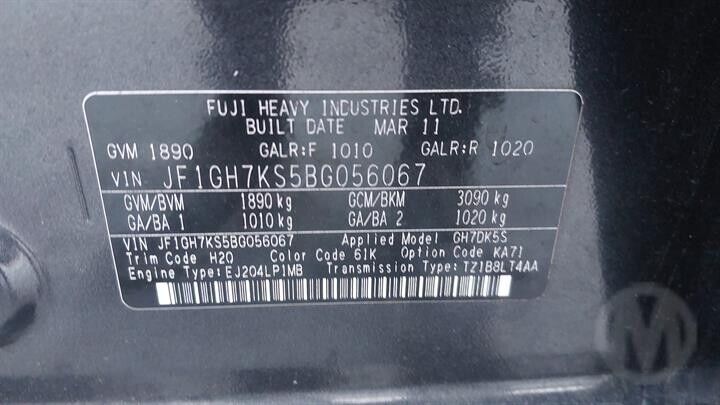 FUJI HEAVY INDUSTRIES LTD.
BUILT DATE MAR 11
GVM 1890 GALR:F 1010 GALR:R 1020
VIN JF1GH7KS5BG056067
GVM/BVM 1890 kg GCM/BKM 3090 kg
GA/BA 1 1010 kg GA/BA 2 1020 kg
VIN JF1GH7KS5BG056067 Applied Model GH7DK5S
Trim Code H20 Color Code 61K Option Code KA71
Engine Type:EJ204LP1MB Transmission Type:TZ1B8LT4AA
M